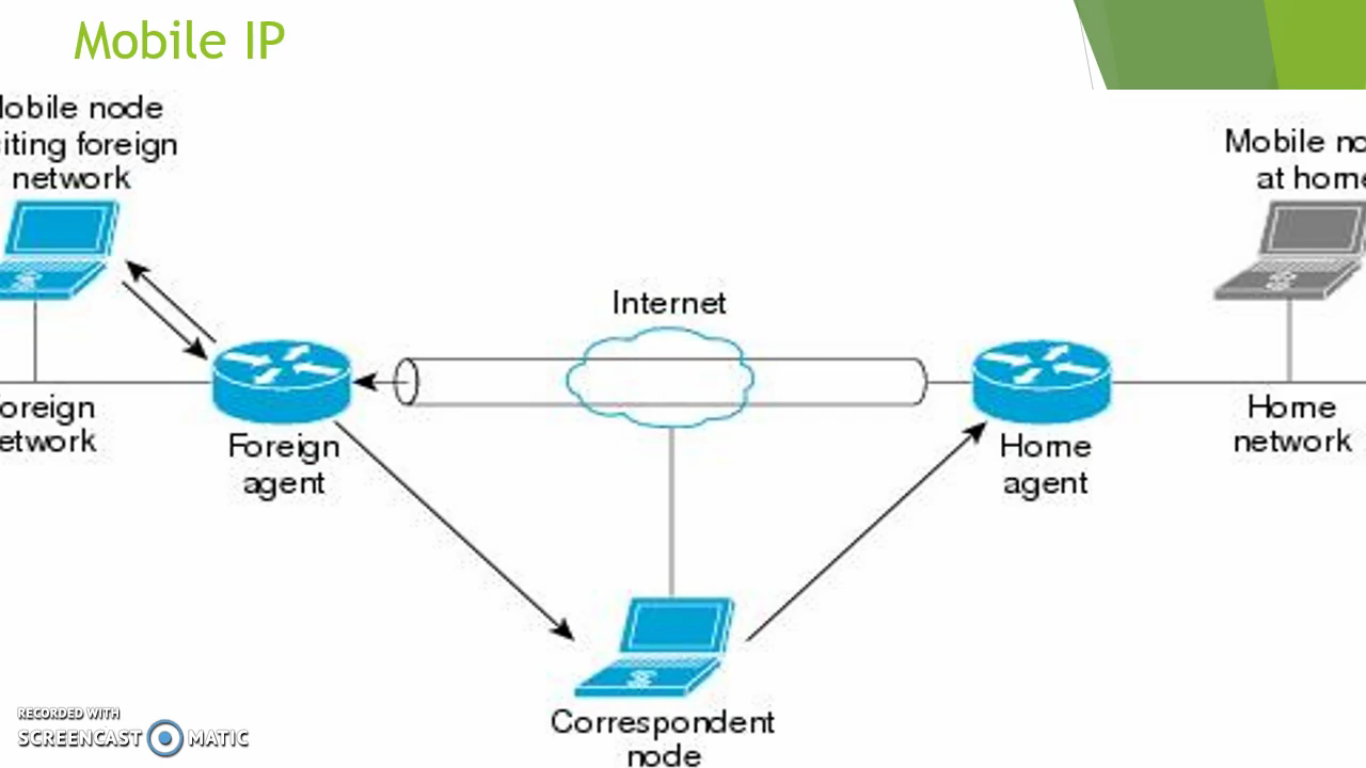 Mobile IP
obile node
iting foreign
network
Mobile no
at home
Internet
oreign
etwork
Foreign
agent
Home
agent
Home
network
Correspondent
node
RECORDED WITH
SCREENCAST MATIC